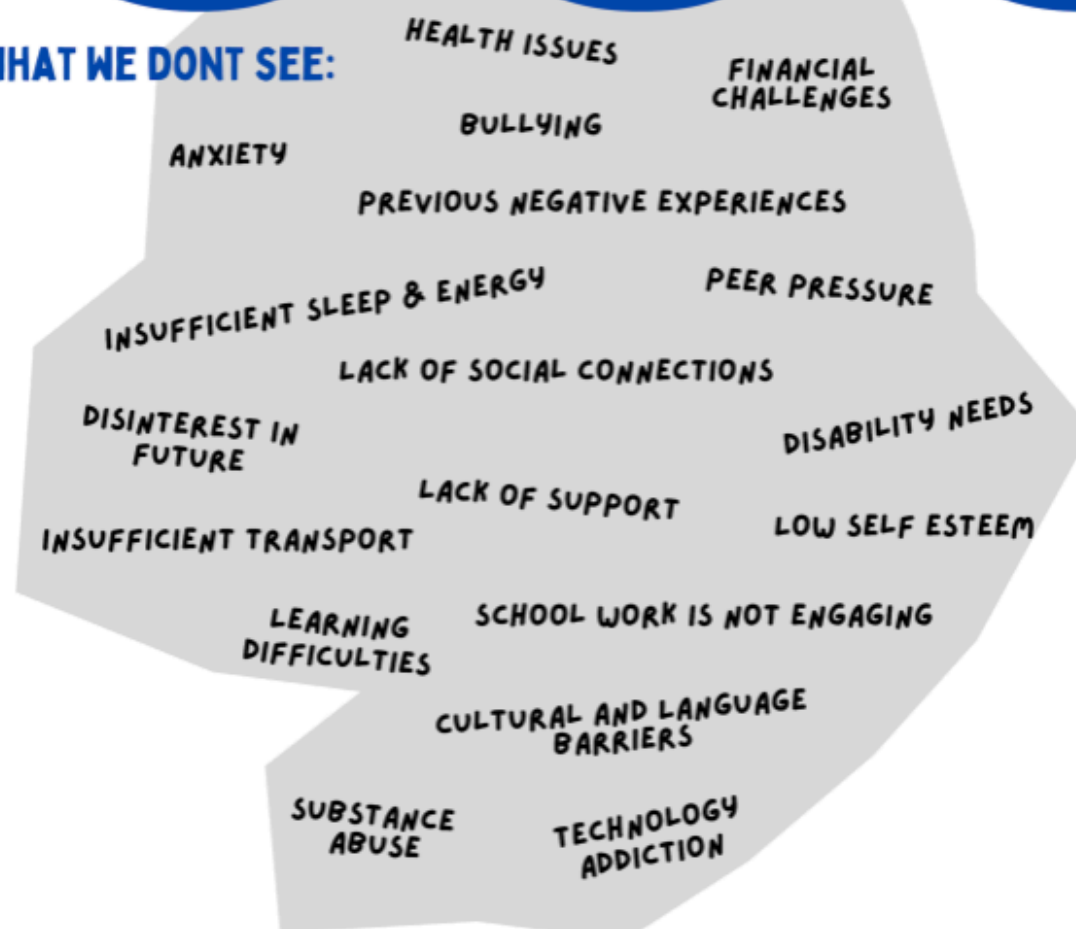 WHAT WE DONT SEE:
HEALTH ISSUES
FINANCIAL
CHALLENGES
BULLYING
ANXIETY
PREVIOUS NEGATIVE EXPERIENCES
INSUFFICIENT SLEEP & ENERGY
PEER PRESSURE
LACK OF SOCIAL CONNECTIONS
DISINTEREST IN
FUTURE
DISABILITY NEEDS
LACK OF SUPPORT
INSUFFICIENT TRANSPORT
LOW SELF ESTEEM
LEARNING
DIFFICULTIES
SCHOOL WORK IS NOT ENGAGING
CULTURAL AND LANGUAGE
BARRIERS
SUBSTANCE
ABUSE
TECHNOLOGY
ADDICTION